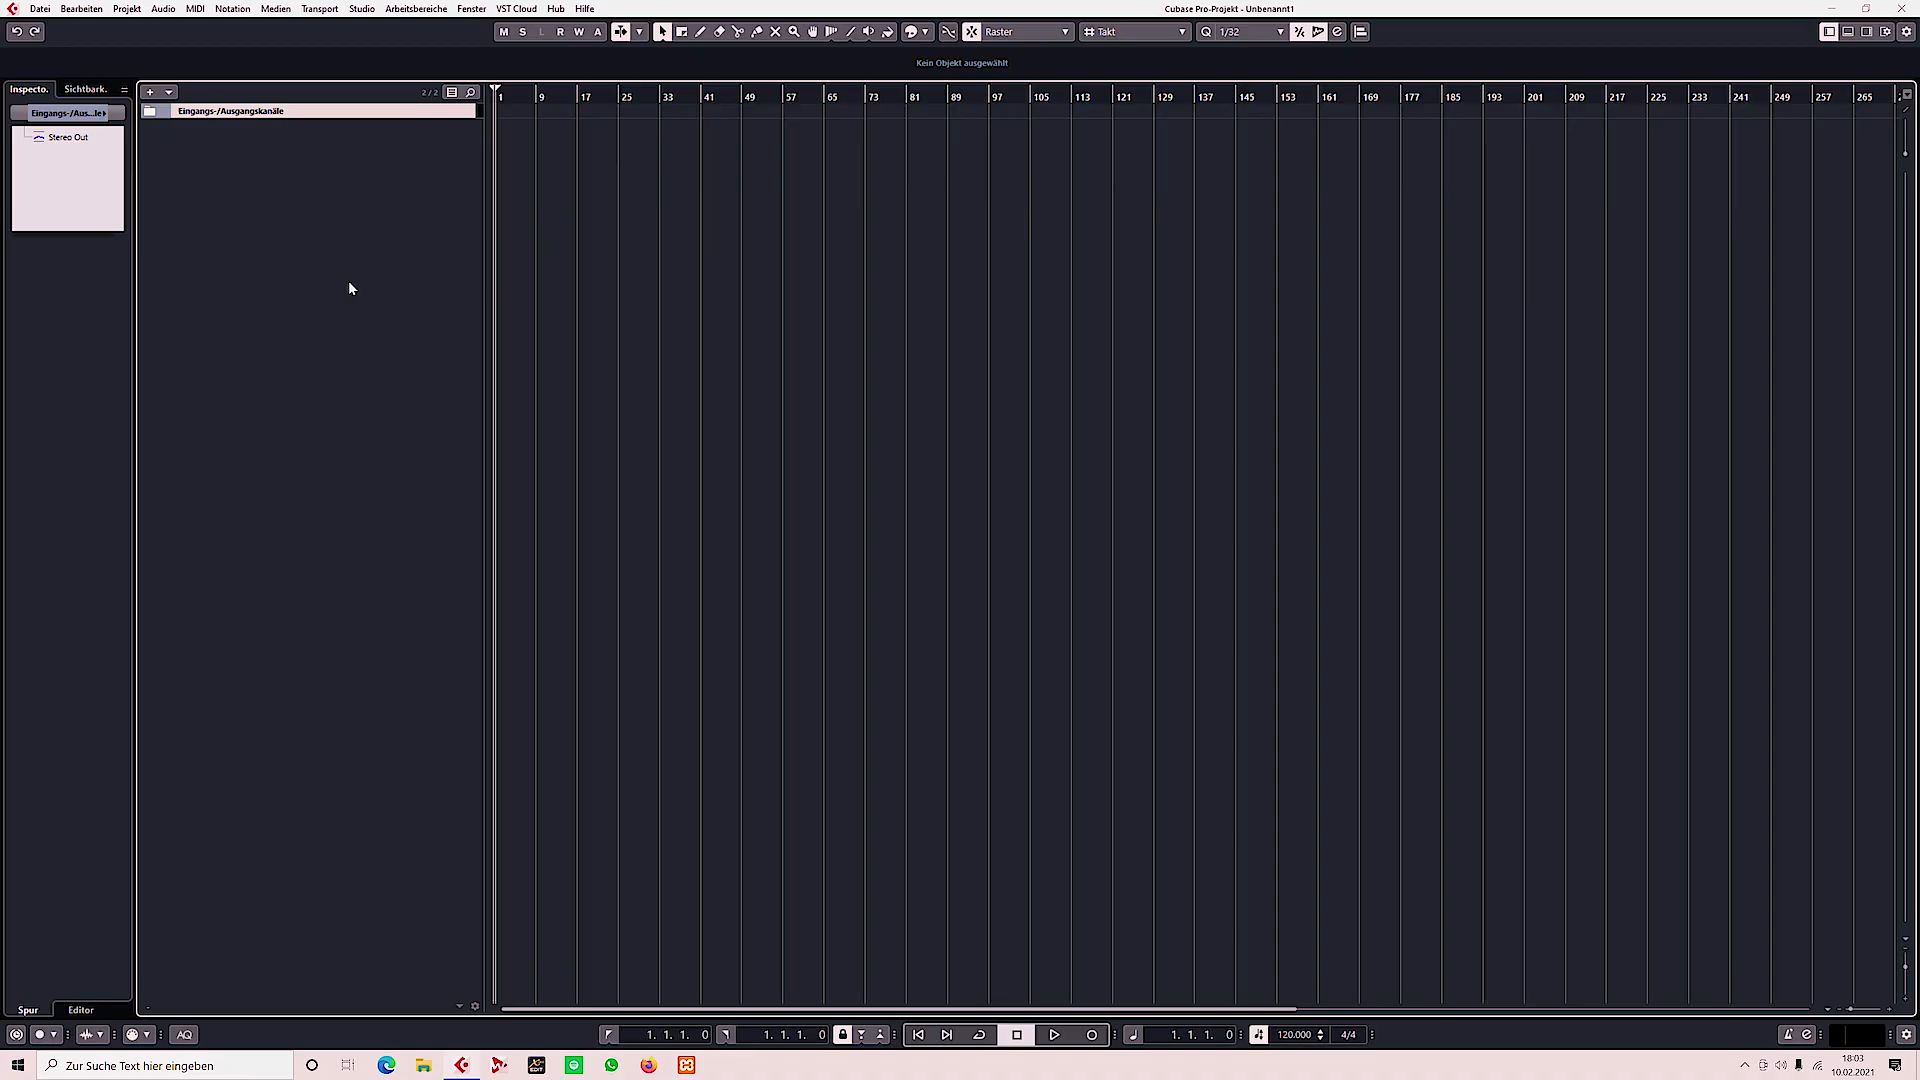 Datei Bearbeiten Projekt Audio MIDI Notation Medien Transport Studio Arbeitsbereiche Fenster VST Cloud Hub Hilfe
Cubase Pro-Projekt - Unbenannt1
M S L R W A
Raster
Takt
Q 1/32
Kein Objekt ausgewählt
Inspecto. Sichtbark.
2 / 2
1 9 17 25 33 41 49 57 65 73 81 89 97 105 113 121 129 137 145 153 161 169 177 185 193 201 209 217 225 233 241 249 257 265
Eingangs-/Aus...le
Eingangs-/Ausgangskanäle
Stereo Out
Spur Editor
AQ
1. 1. 1. 0
1. 1. 1. 0
1. 1. 1. 0
120.000
4/4
Zur Suche Text hier eingeben
EDIT
18:03
10.02.2021